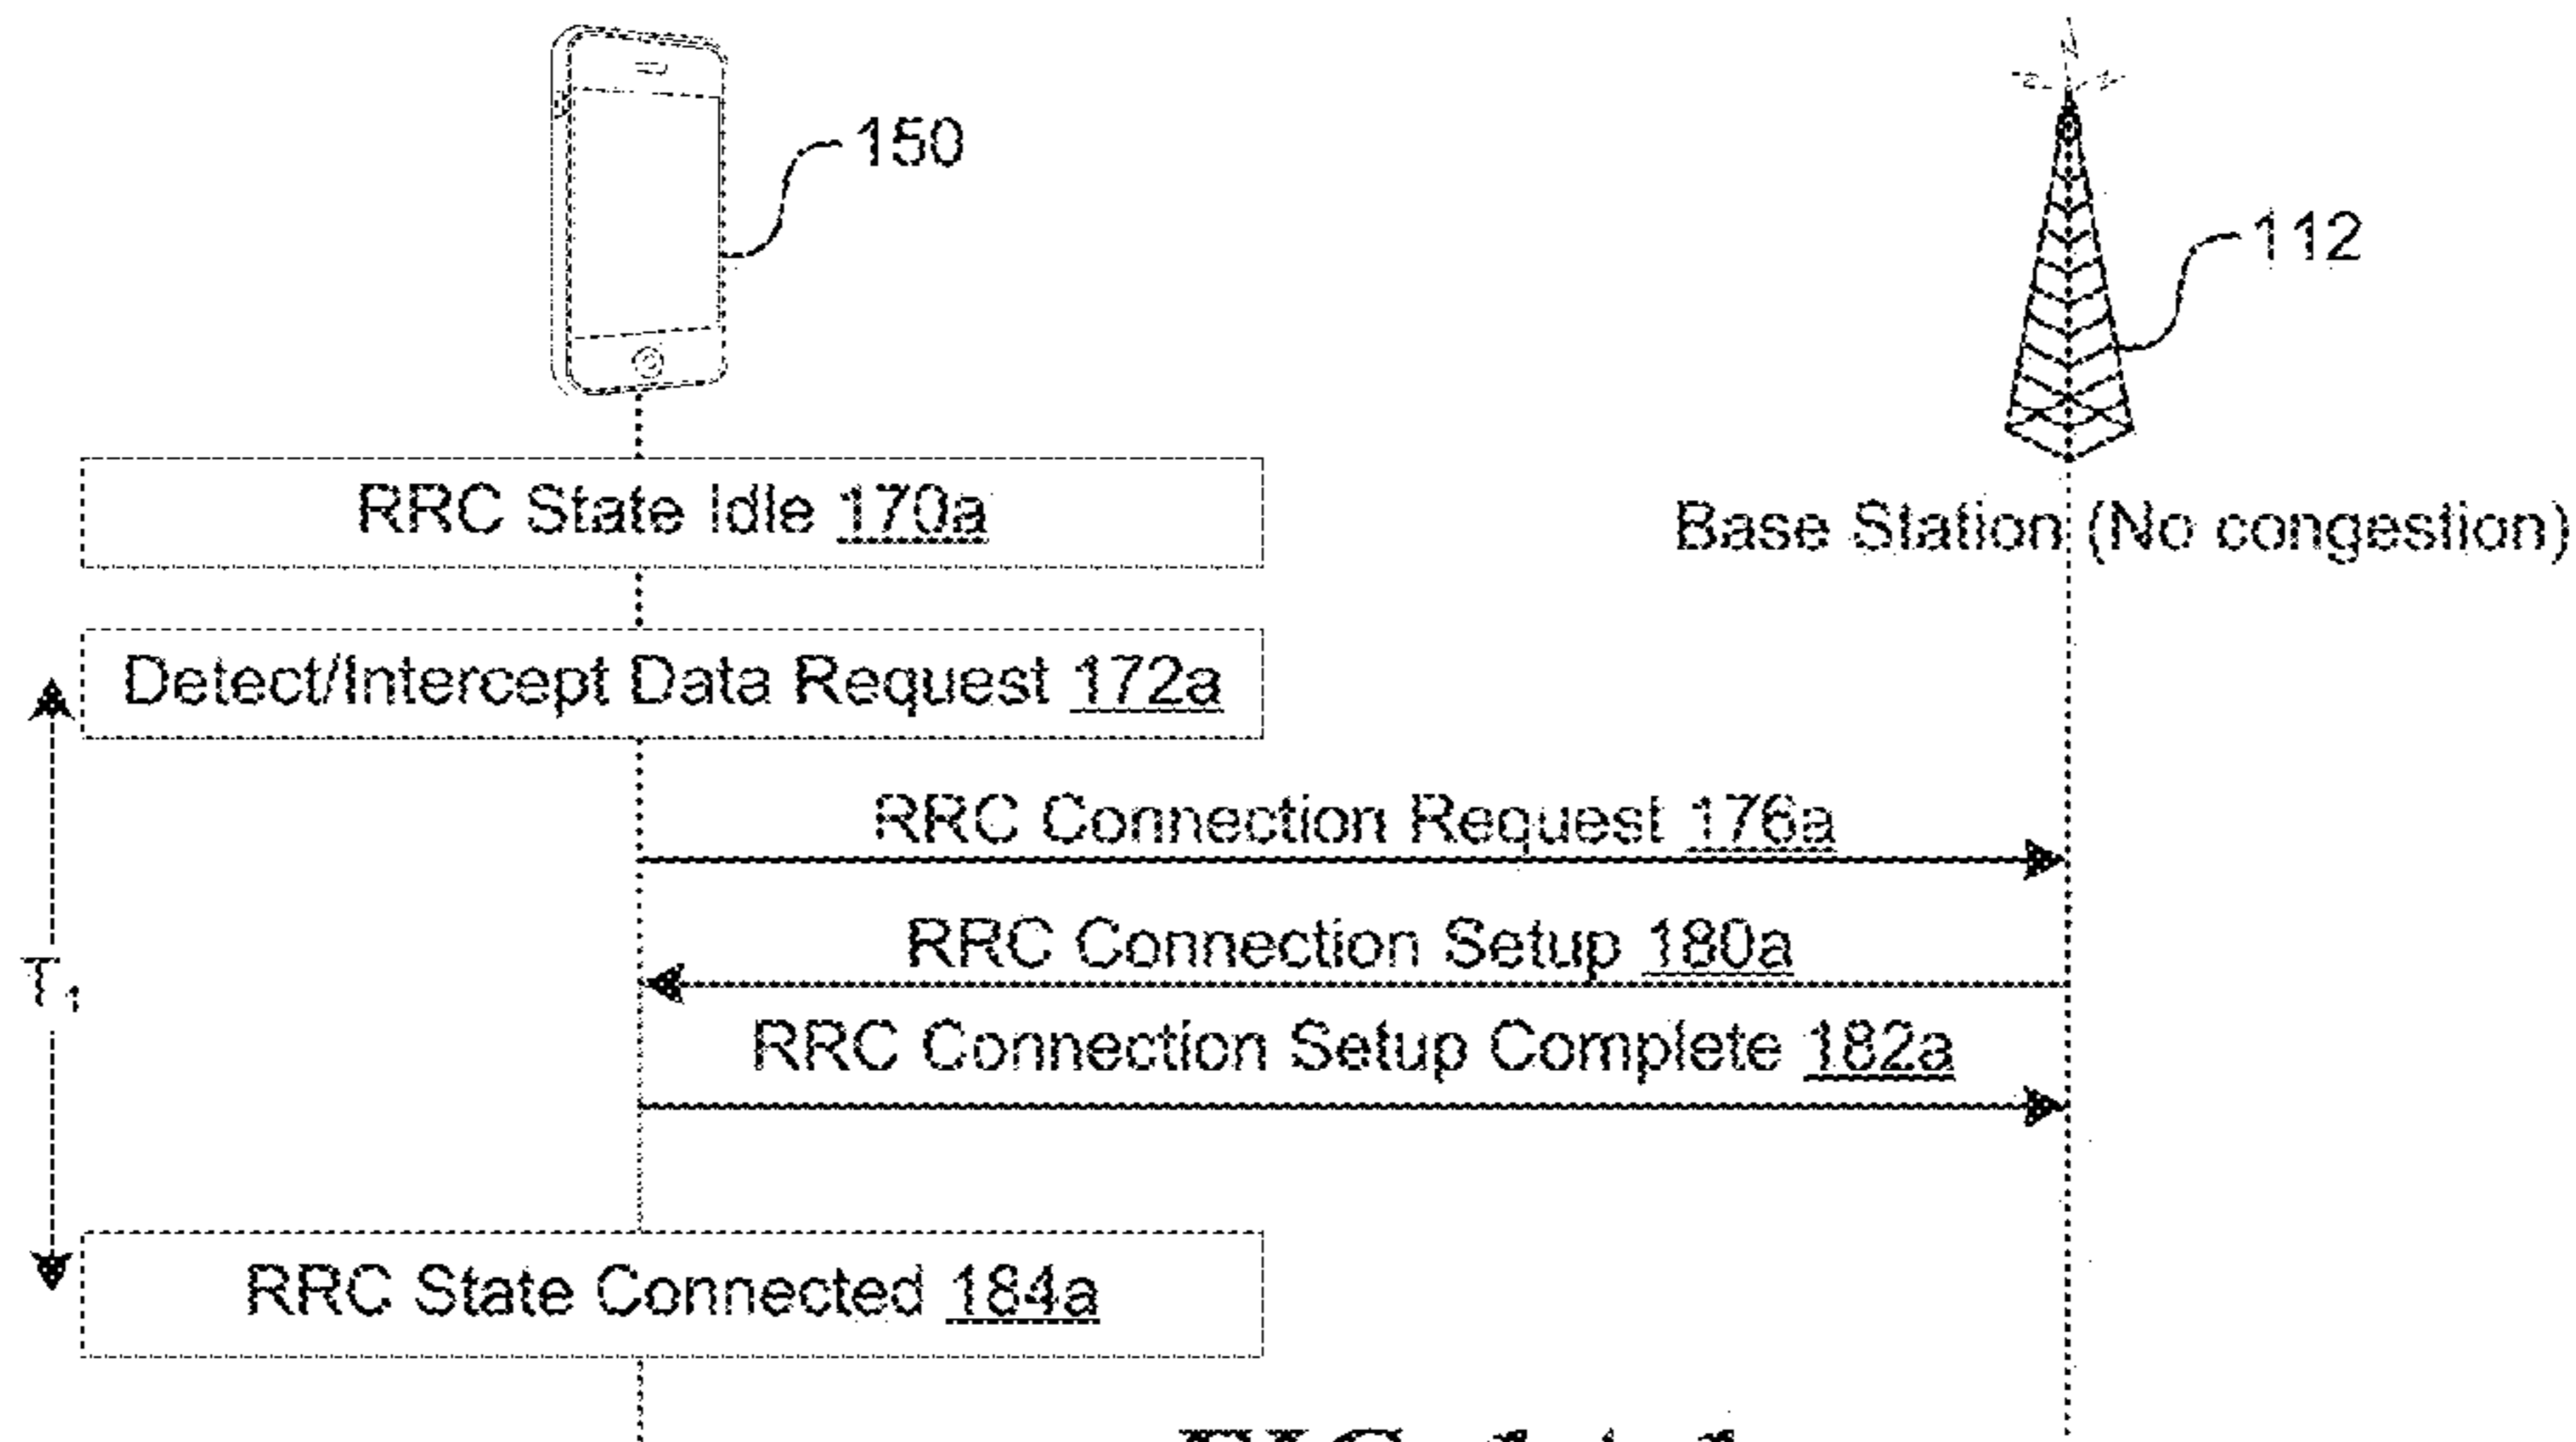 150
112
RRC State Idle 170a
Base Station (No congestion)
Detect/Intercept Data Request 172a
RRC Connection Request 176a
RRC Connection Setup 180a
T1
RRC Connection Setup Complete 182a
RRC State Connected 184a